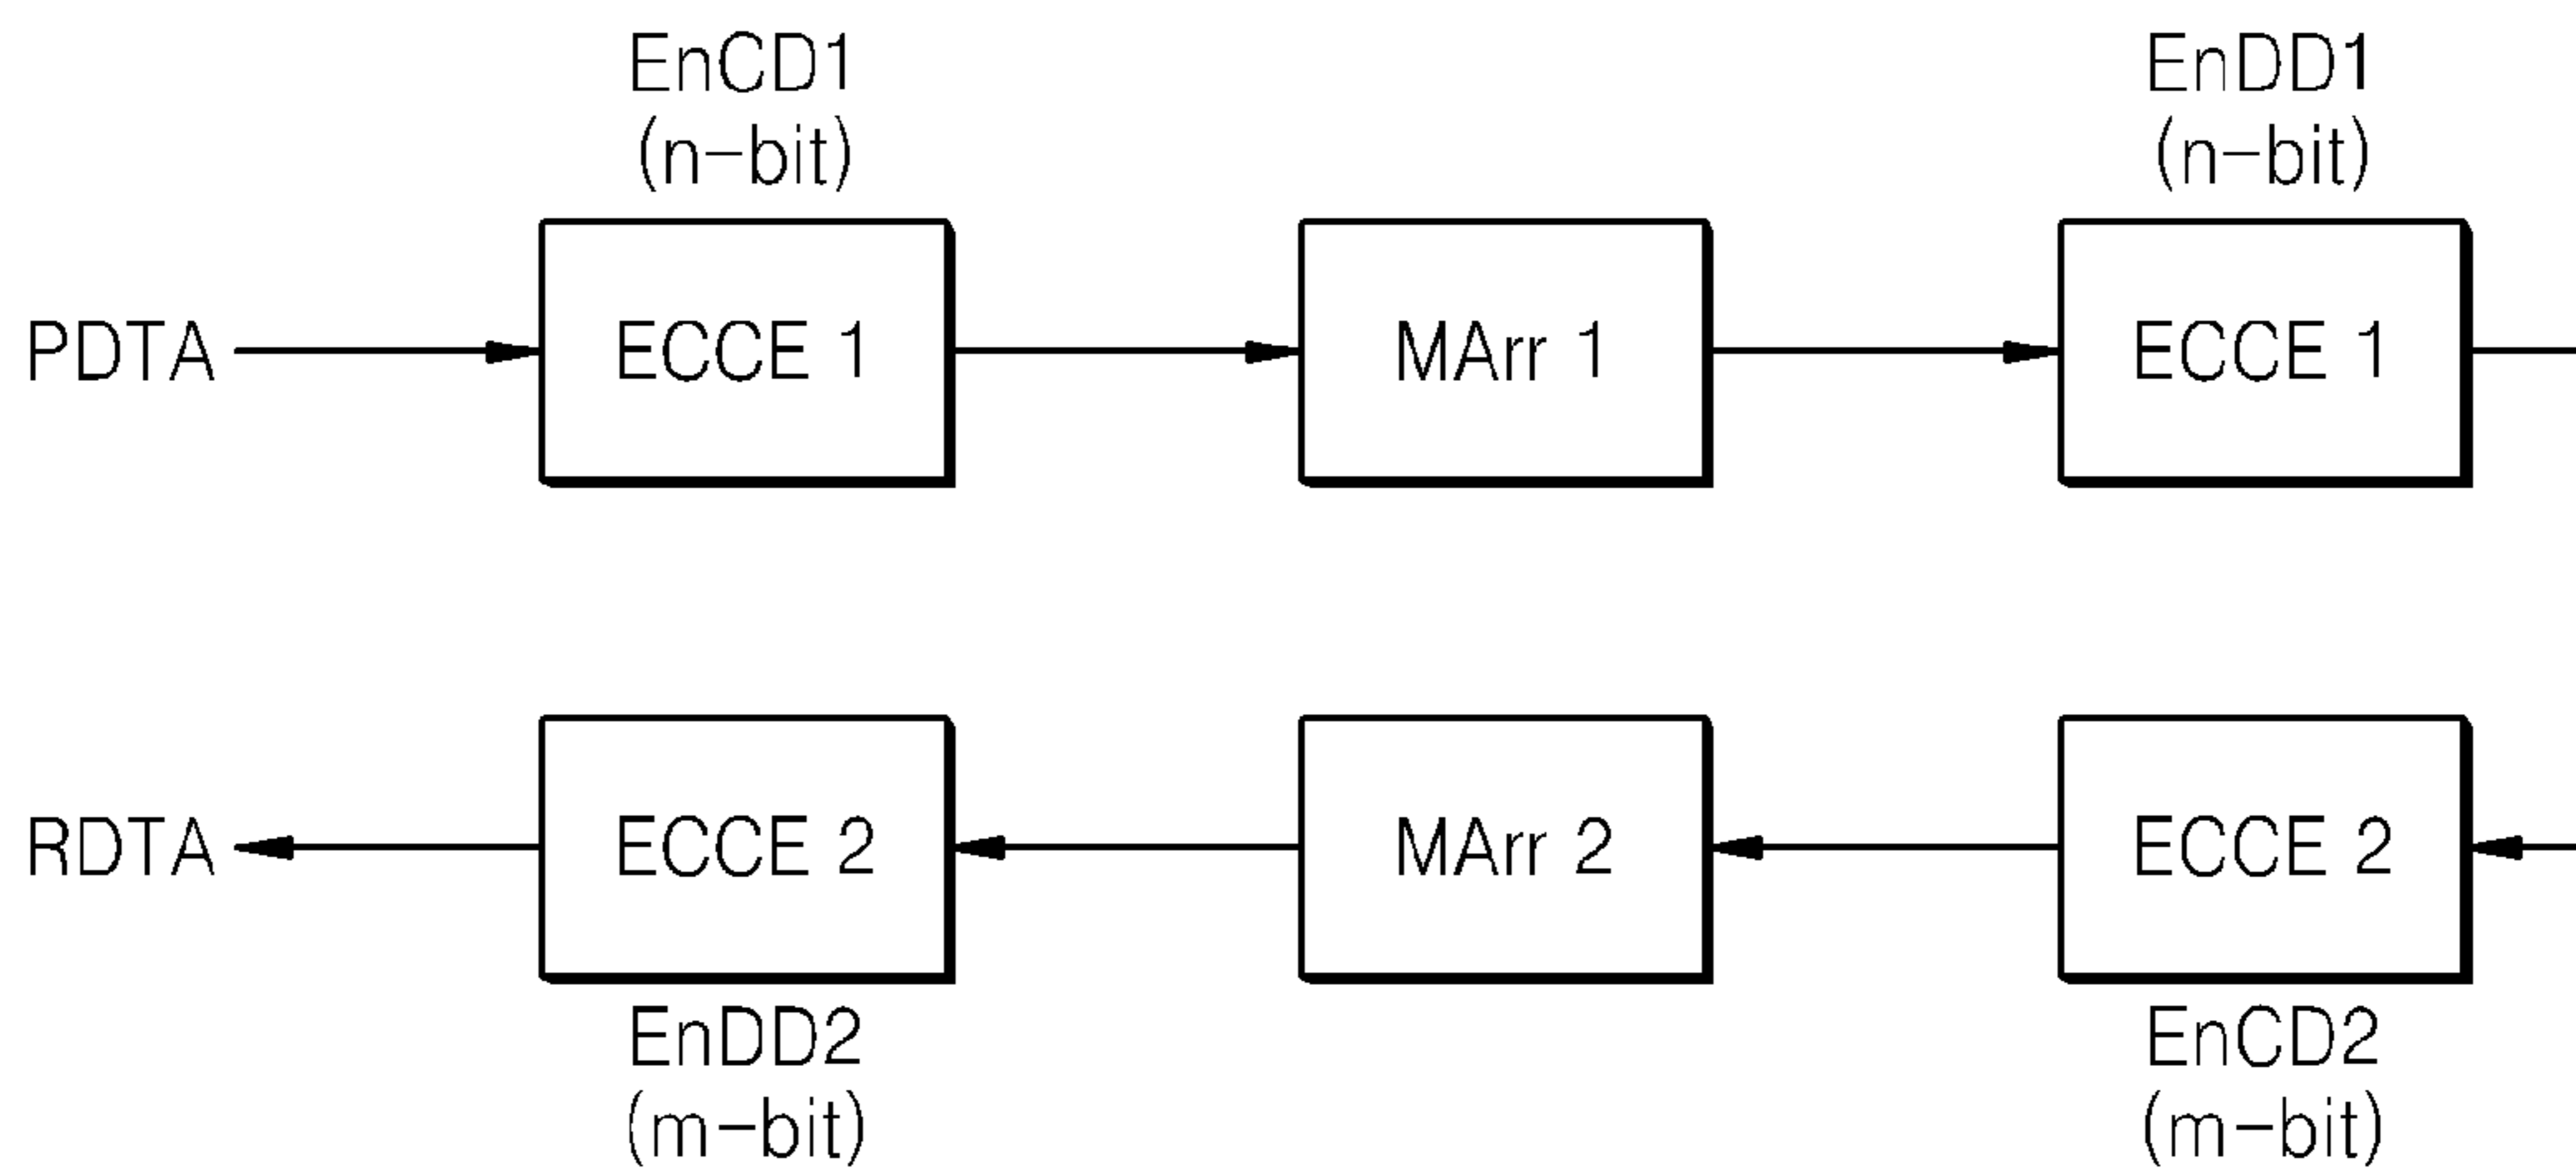 EnCD1
(n-bit)
EnDD1
(n-bit)
PDTA
ECCE 1
MArr 1
ECCE 1
RDTA
ECCE 2
MArr 2
ECCE 2
EnDD2
(m-bit)
EnCD2
(m-bit)